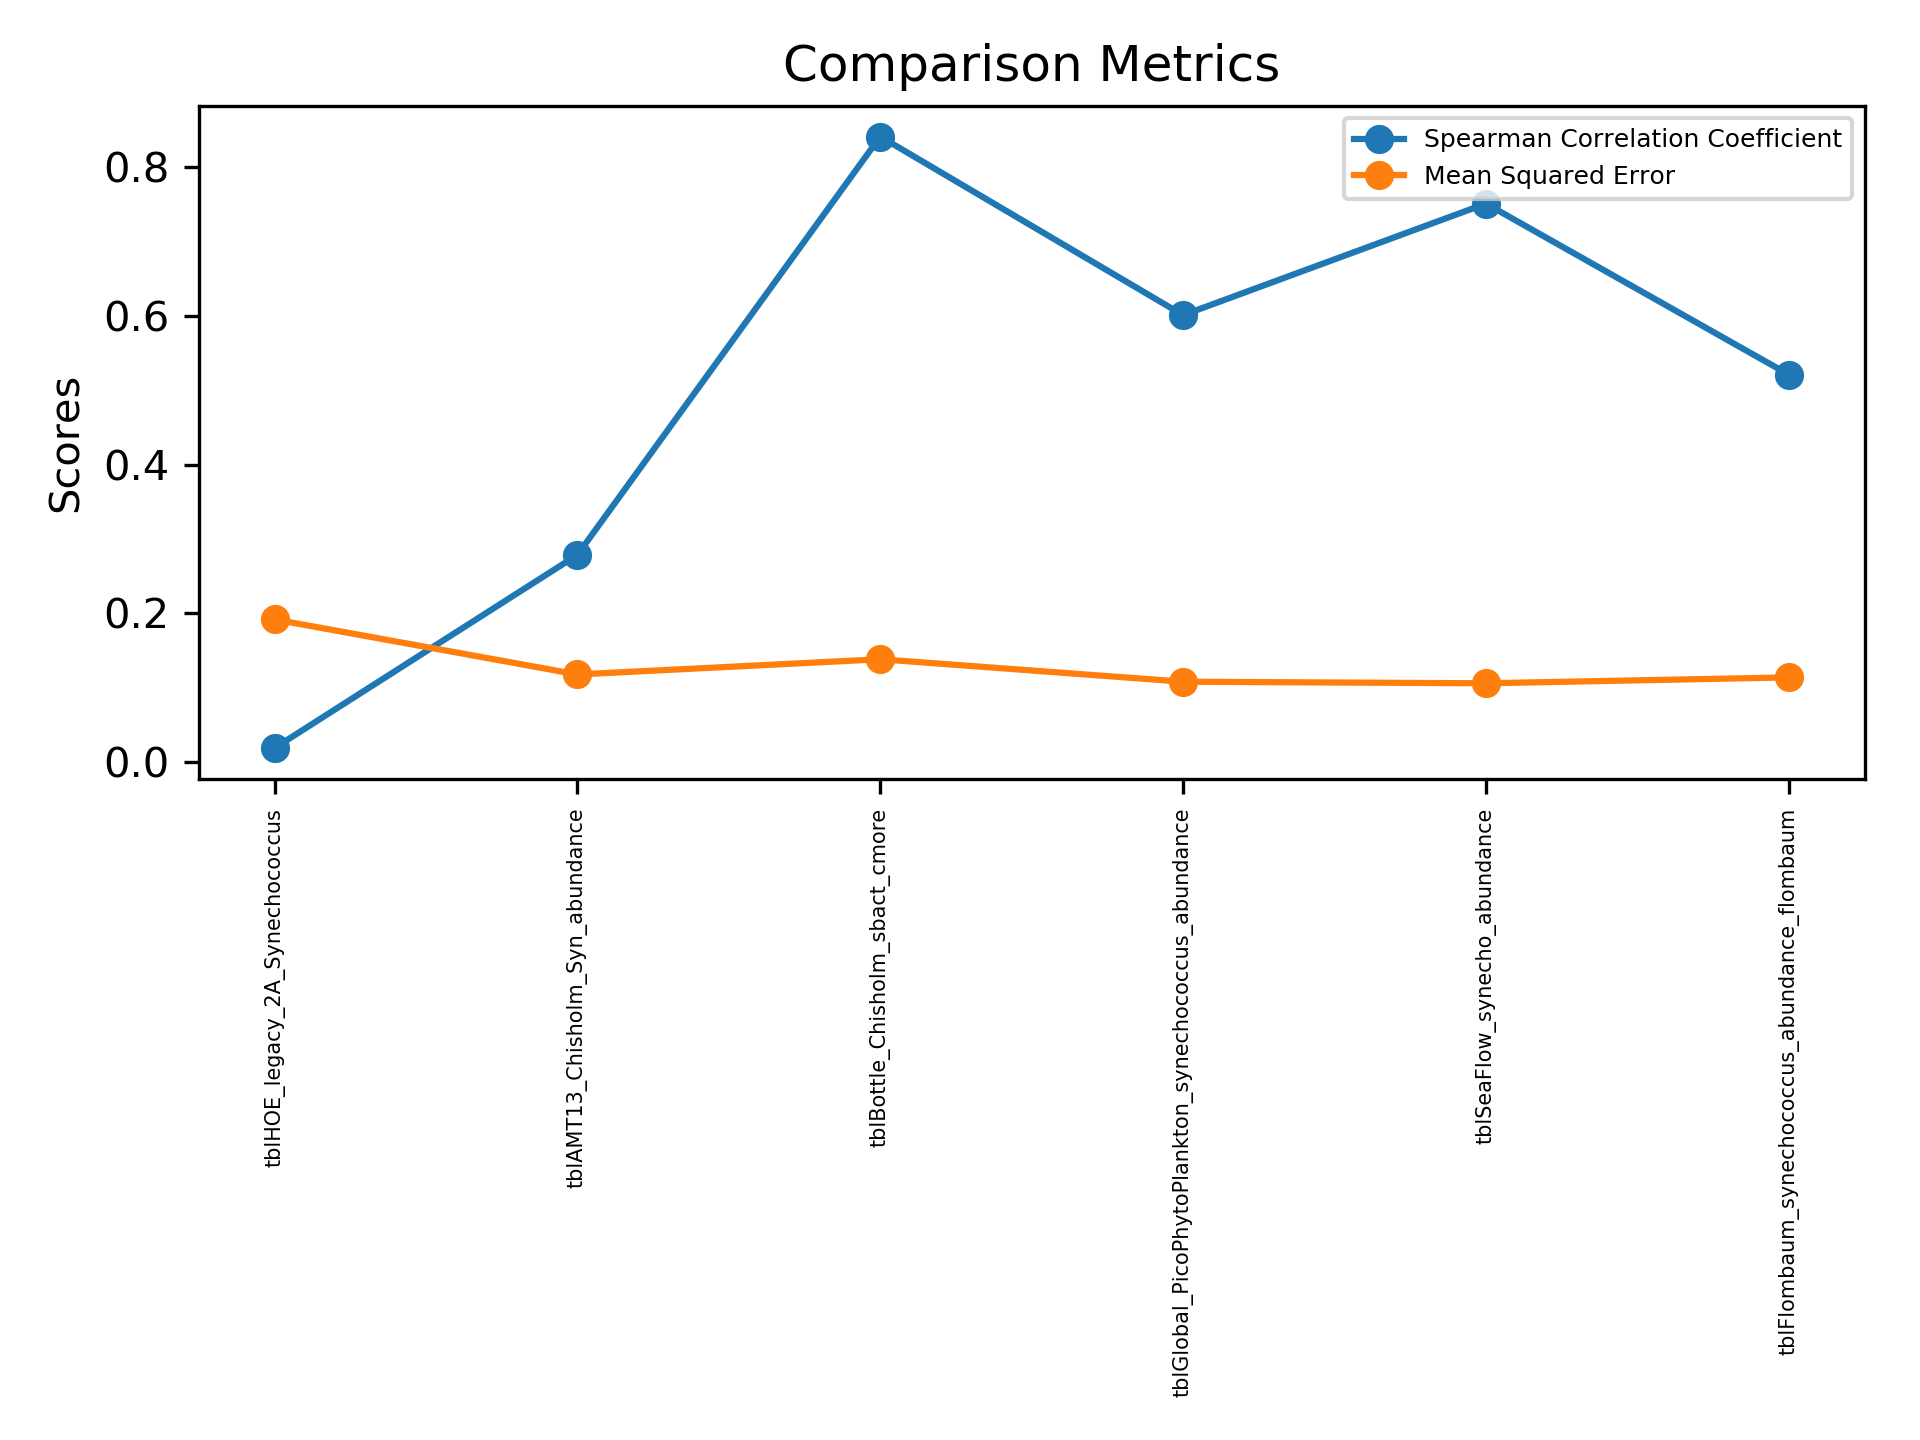 Comparison Metrics
Spearman Correlation Coefficient
Mean Squared Error
Scores
0.8
0.6
0.4
0.2
0.0
tblHOE_legacy_2A_Synechococcus
tblAMT13_Chisholm_Syn_abundance
tblBottle_Chisholm_sbact_cmore
tblGlobal_PicoPhytoPlankton_synechococcus_abundance
tblSeaFlow_synecho_abundance
tblFlombaum_synechococcus_abundance_flombaum